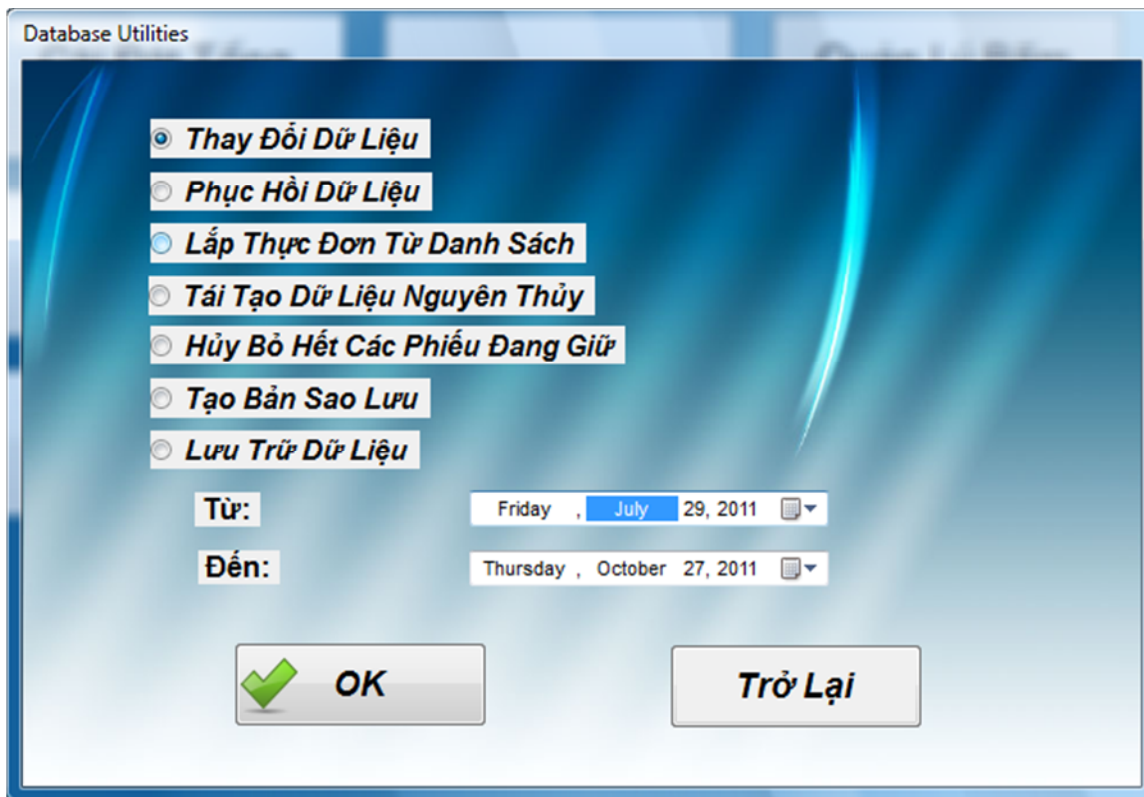 Database Utilities
Thay Đổi Dữ Liệu
Phục Hồi Dữ Liệu
Lắp Thực Đơn Từ Danh Sách
Tái Tạo Dữ Liệu Nguyên Thủy
Hủy Bỏ Hết Các Phiếu Đang Giữ
Tạo Bản Sao Lưu
Lưu Trữ Dữ Liệu
Từ: Friday , July 29, 2011
Đến: Thursday , October 27, 2011
OK Trở Lại